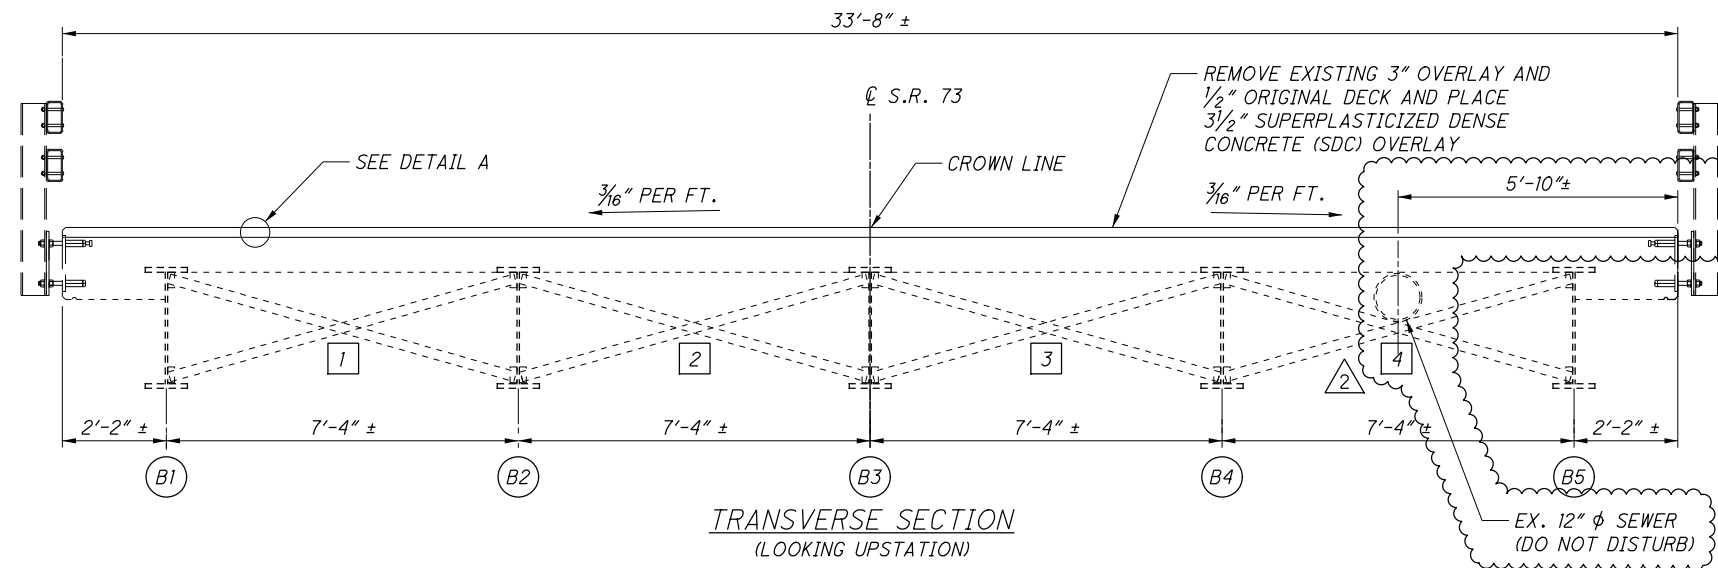 33'-8" ±
REMOVE EXISTING 3" OVERLAY AND
1/2" ORIGINAL DECK AND PLACE
3 1/2" SUPERPLASTICIZED DENSE
CONCRETE (SDC) OVERLAY
℄ S.R. 73
SEE DETAIL A
CROWN LINE
3/16" PER FT.
3/16" PER FT.
5'-10"±
1
2
3
4
2
2'-2" ±
7'-4" ±
7'-4" ±
7'-4" ±
7'-4" ±
2'-2" ±
B1
B2
B3
B4
B5
TRANSVERSE SECTION
(LOOKING UPSTATION)
EX. 12" ϕ SEWER
(DO NOT DISTURB)